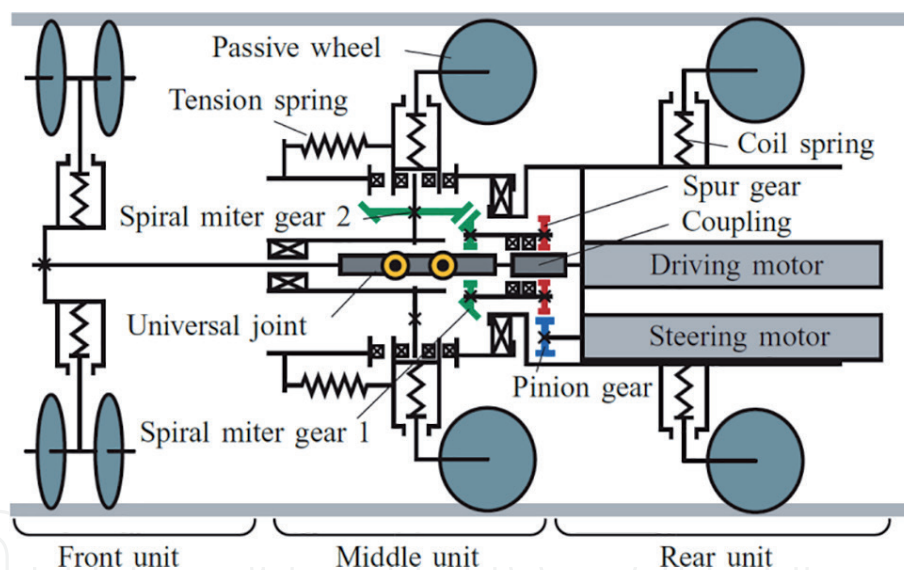 Passive wheel
Tension spring
Coil spring
Spur gear
Spiral miter gear 2
Coupling
Driving motor
Universal joint
Steering motor
Pinion gear
Spiral miter gear 1
Front unit
Middle unit
Rear unit